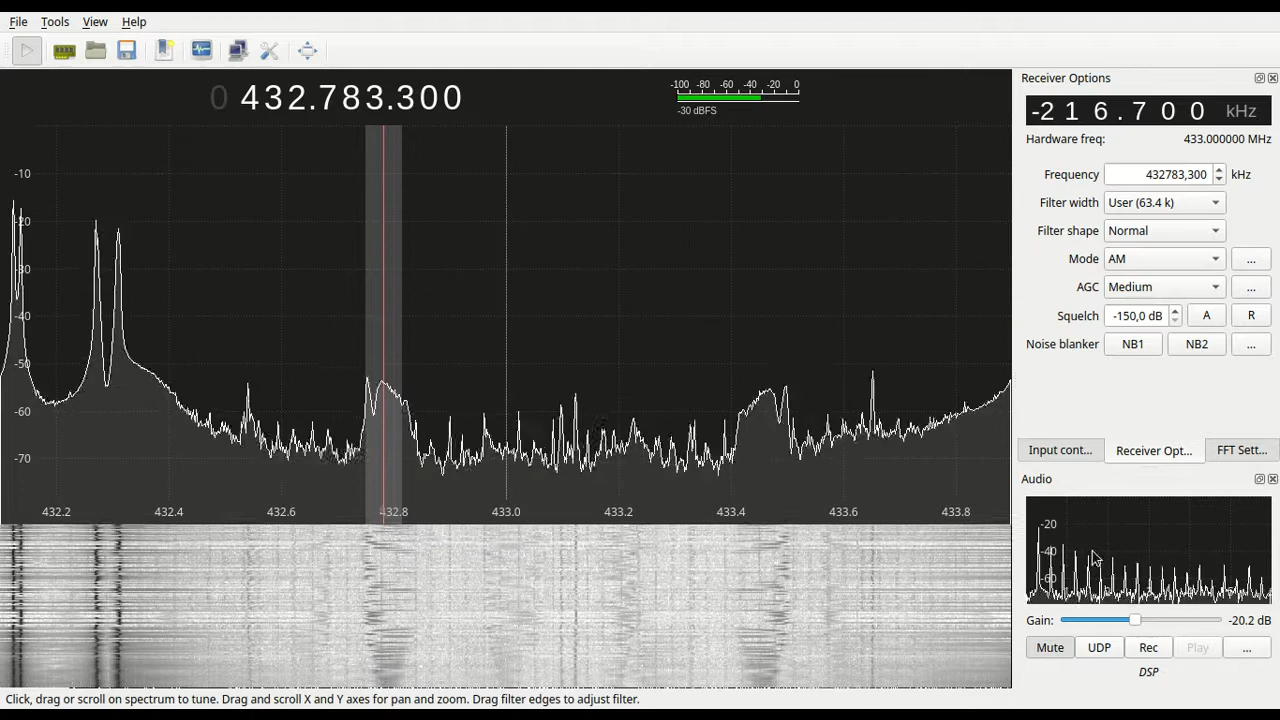 File Tools View Help
0 432.783.300
-100 -80 -60 -40 -20 0
-30 dBFS
-10
-20
-30
-40
-50
-60
-70
432.2 432.4 432.6 432.8 433.0 433.2 433.4 433.6 433.8
Receiver Options
-216.700 kHz
Hardware freq: 433.000000 MHz
Frequency 432783,300 kHz
Filter width User (63.4 k)
Filter shape Normal
Mode AM ...
AGC Medium ...
Squelch -150,0 dB A R
Noise blanker NB1 NB2 ...
Input cont... Receiver Opt... FFT Sett...
Audio
-20
-40
-60
Gain: -20.2 dB
Mute UDP Rec Play ...
DSP
Click, drag or scroll on spectrum to tune. Drag and scroll X and Y axes for pan and zoom. Drag filter edges to adjust filter.